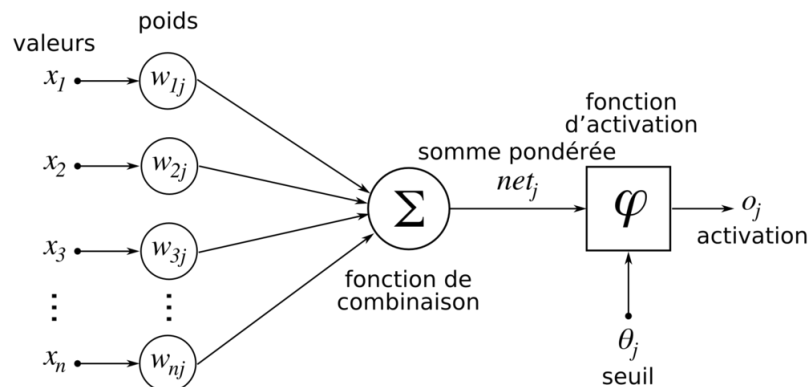 poids
valeurs
x₁
w₁ⱼ
x₂
w₂ⱼ
x₃
w₃ⱼ
xₙ
wₙⱼ
Σ
fonction de
combinaison
somme pondérée
netⱼ
fonction
d'activation
φ
oⱼ
activation
θⱼ
seuil